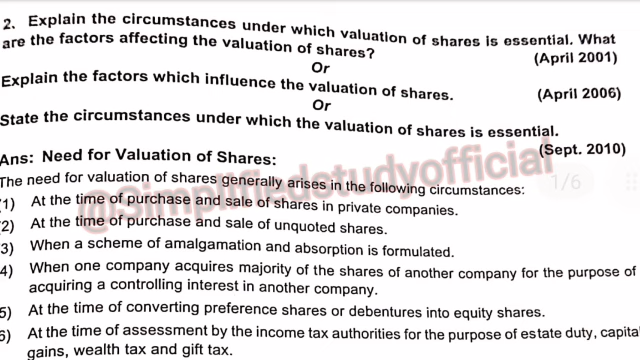 2. Explain the circumstances under which valuation of shares is essential. What
are the factors affecting the valuation of shares? (April 2001)
Or
Explain the factors which influence the valuation of shares. (April 2006)
Or
State the circumstances under which the valuation of shares is essential.
(Sept. 2010)
Ans: Need for Valuation of Shares:
The need for valuation of shares generally arises in the following circumstances:
1) At the time of purchase and sale of shares in private companies.
2) At the time of purchase and sale of unquoted shares.
3) When a scheme of amalgamation and absorption is formulated.
4) When one company acquires majority of the shares of another company for the purpose of
acquiring a controlling interest in another company.
5) At the time of converting preference shares or debentures into equity shares.
6) At the time of assessment by the income tax authorities for the purpose of estate duty, capital
gains, wealth tax and gift tax.
@Simplifiedstudyofficial
1/6